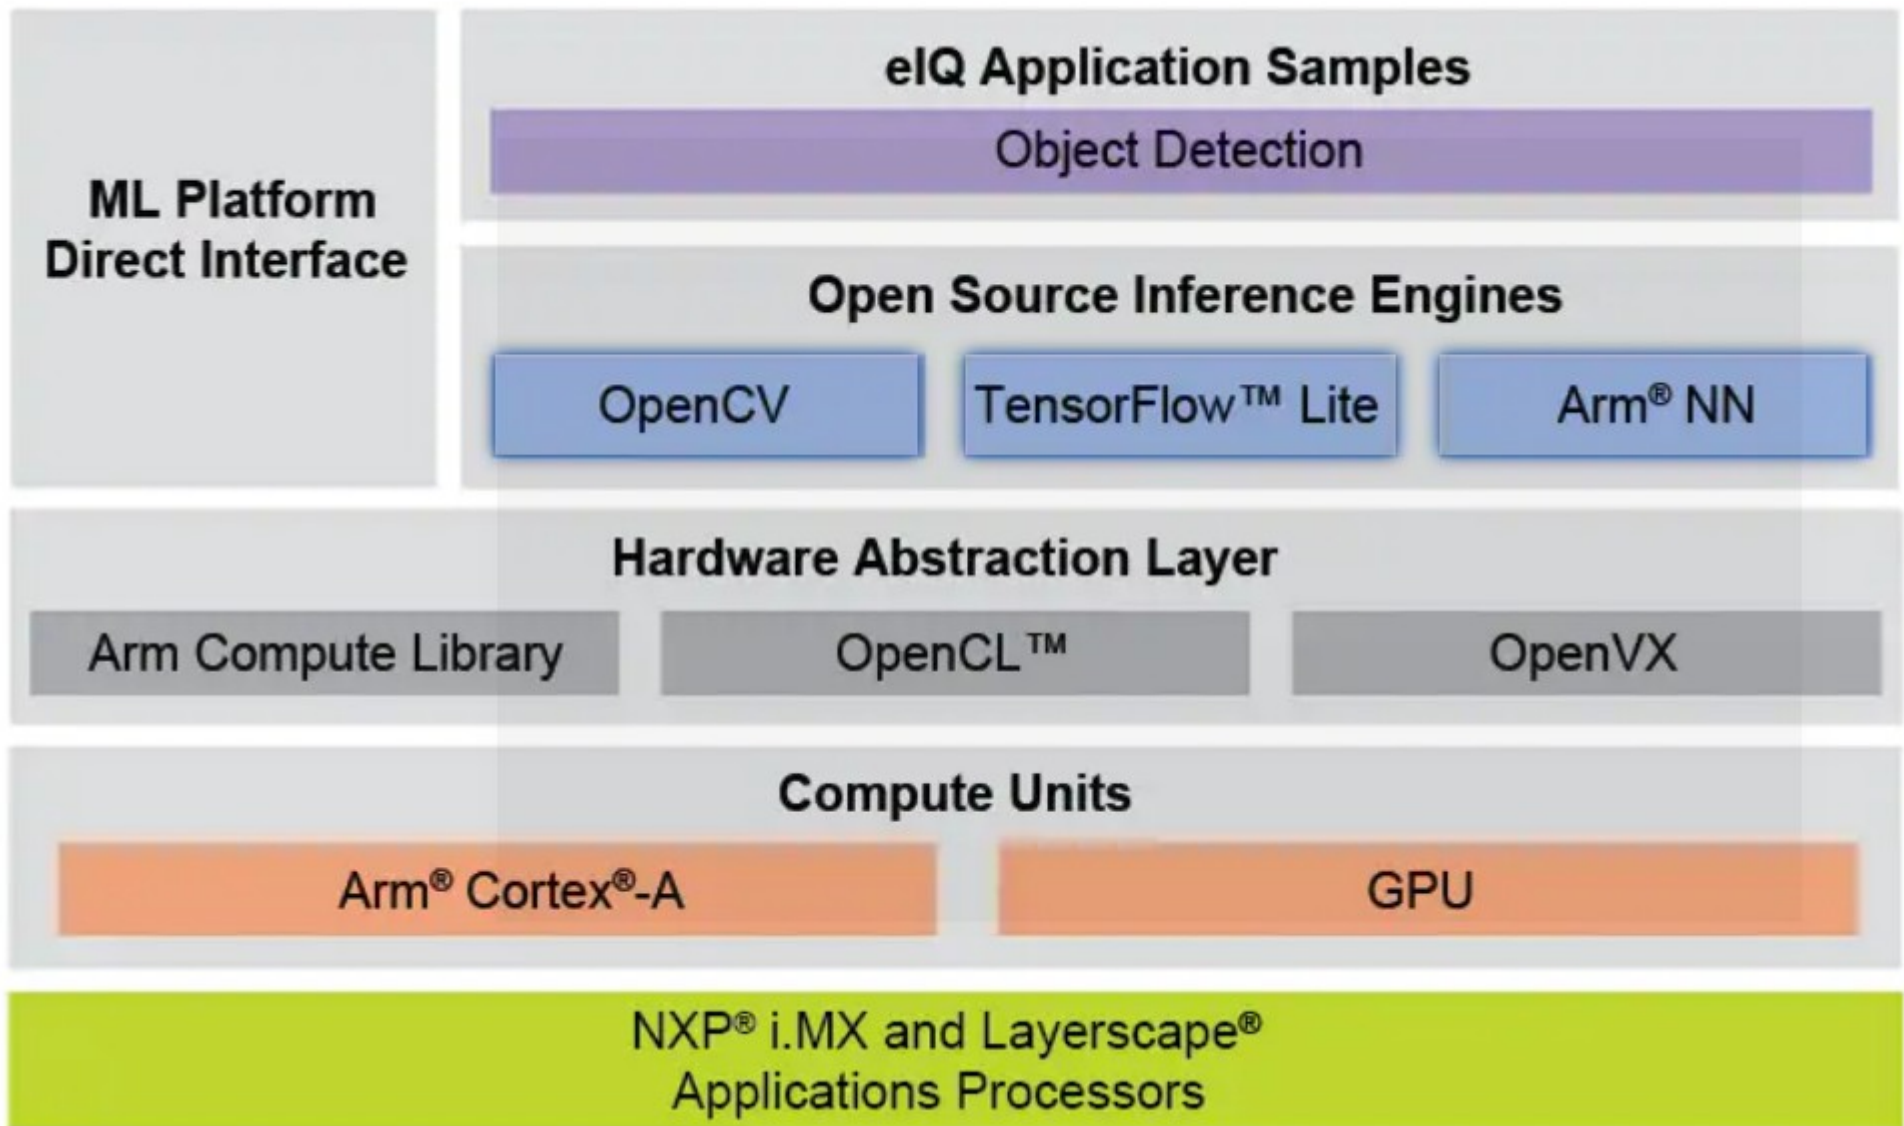 ML Platform
Direct Interface
eIQ Application Samples
Object Detection
Open Source Inference Engines
OpenCV
TensorFlow™ Lite
Arm® NN
Hardware Abstraction Layer
Arm Compute Library
OpenCL™
OpenVX
Compute Units
Arm® Cortex®-A
GPU
NXP® i.MX and Layerscape®
Applications Processors